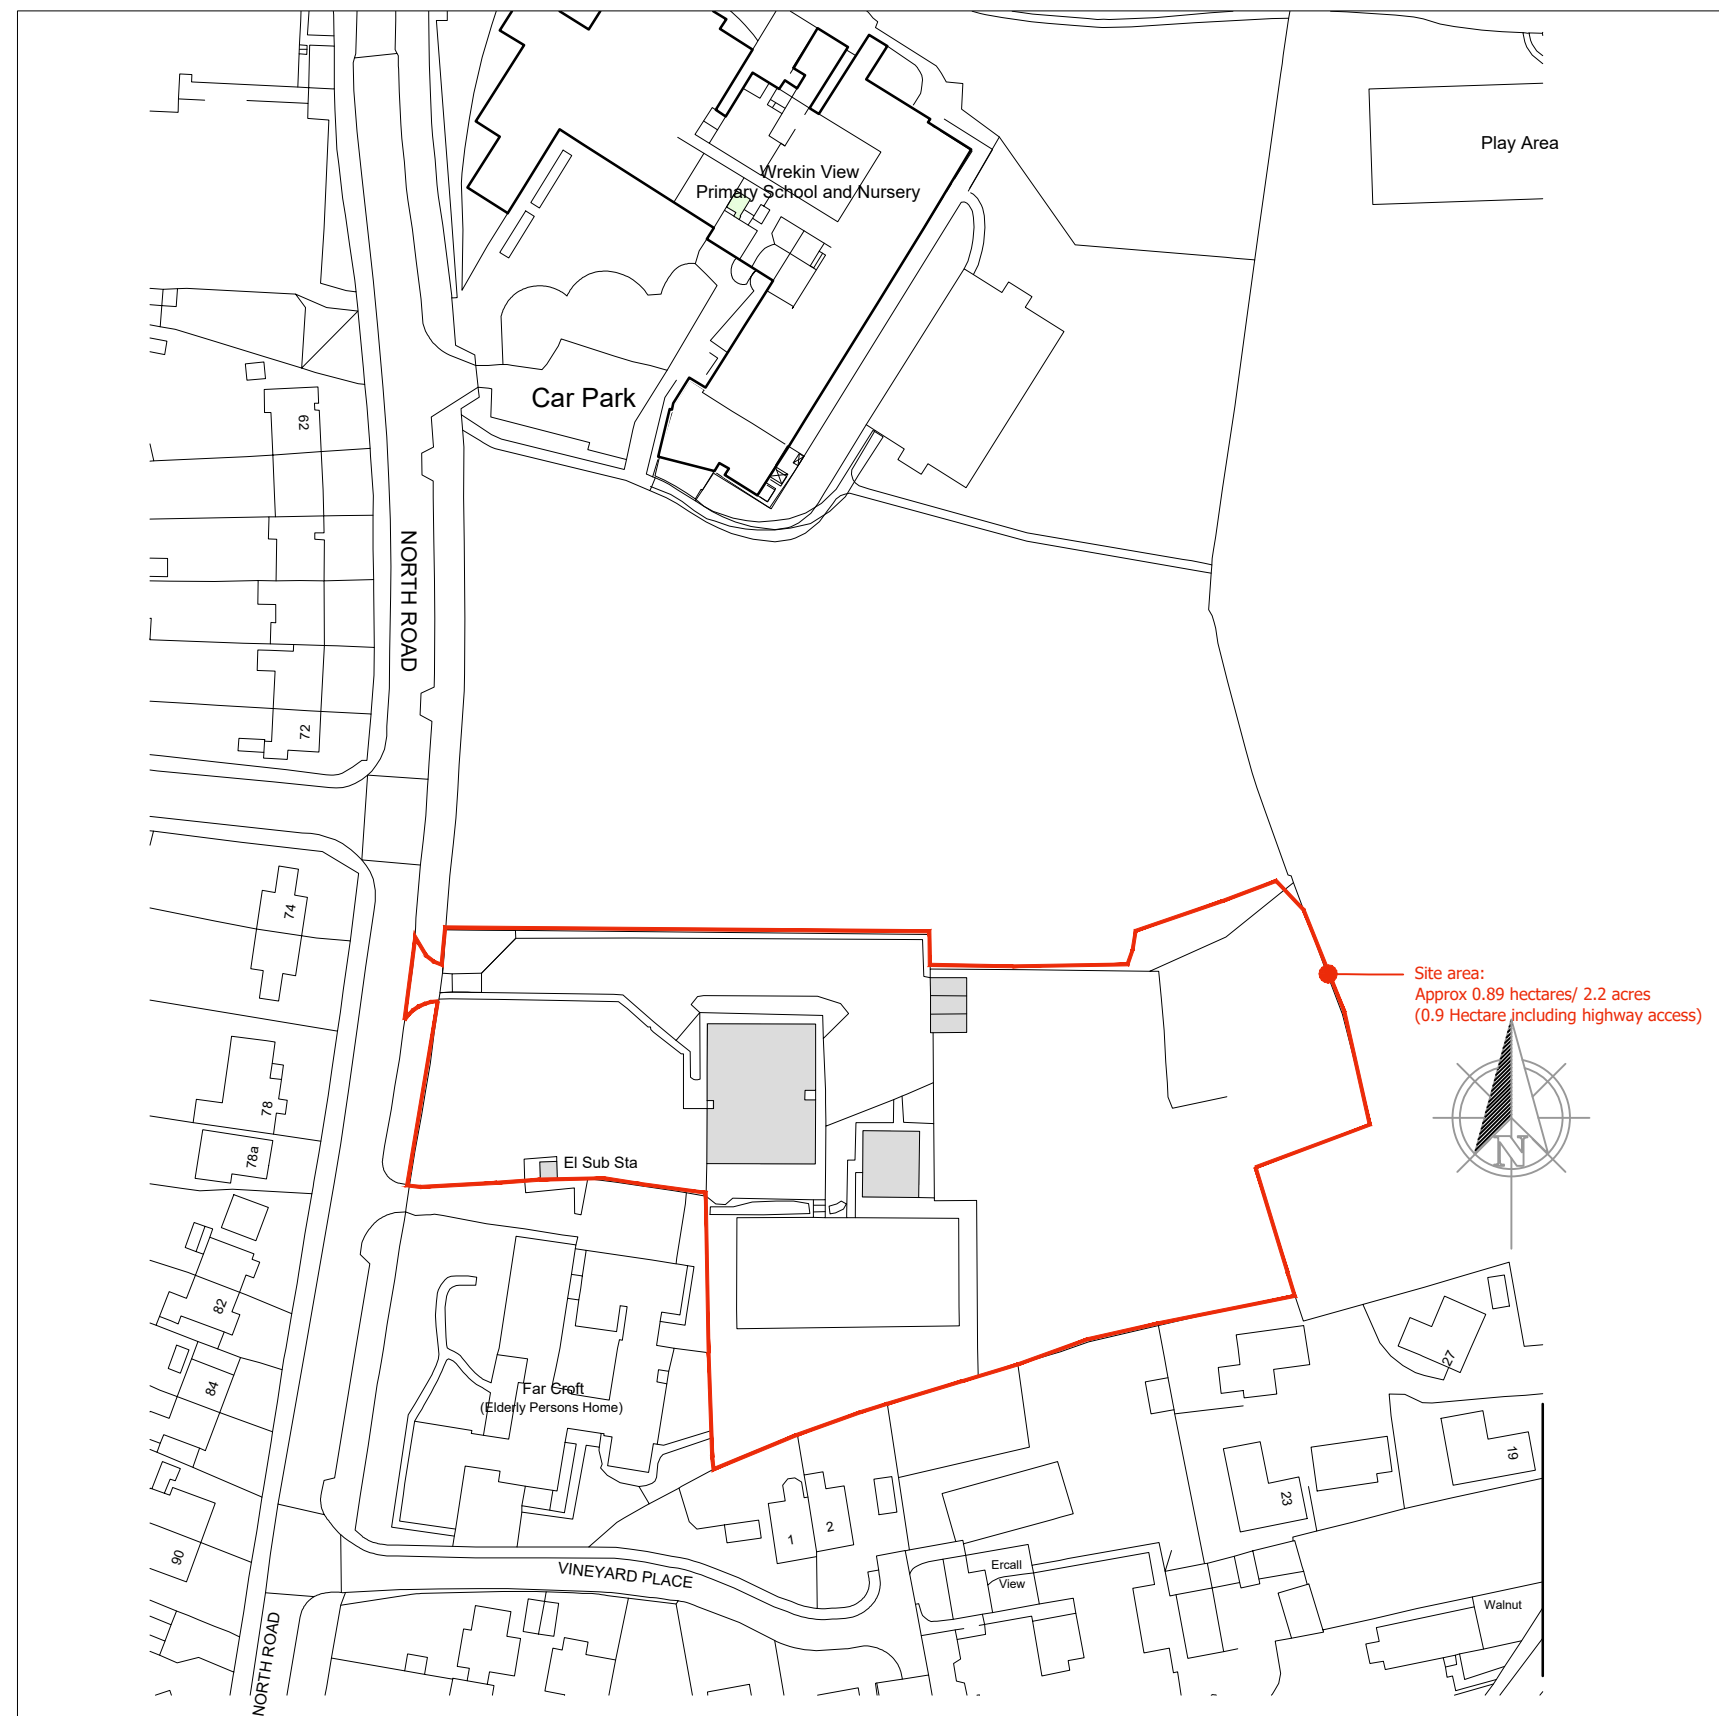 Play Area
Wrekin View
Primary School and Nursery
Car Park
62
NORTH ROAD
72
74
Site area:
Approx 0.89 hectares/ 2.2 acres
(0.9 Hectare including highway access)
N
78
78a
El Sub Sta
82
84
Far Croft
(Elderly Persons Home)
27
19
23
90
1
2
VINEYARD PLACE
Ercall
View
Walnut
NORTH ROAD